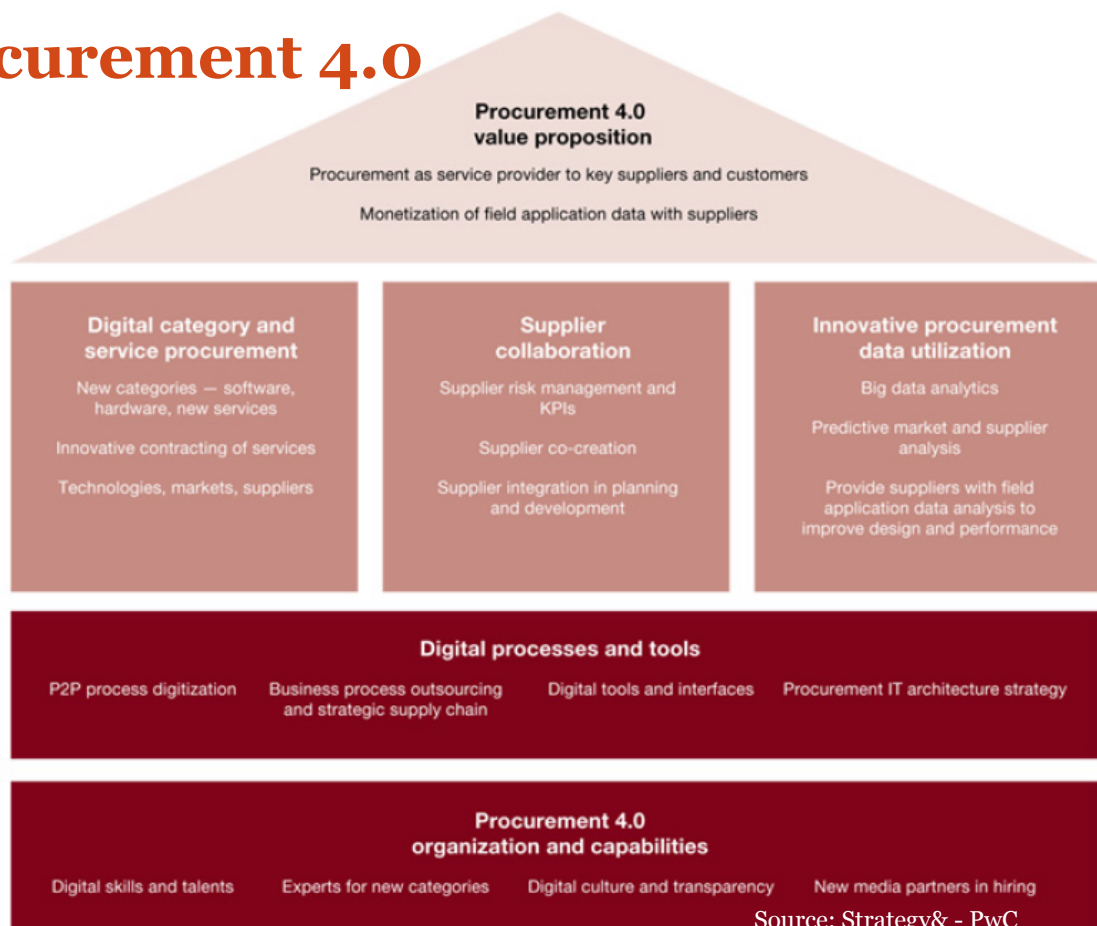 curement 4.0
Procurement 4.0
value proposition
Procurement as service provider to key suppliers and customers
Monetization of field application data with suppliers
Digital category and
service procurement
New categories — software,
hardware, new services
Innovative contracting of services
Technologies, markets, suppliers
Supplier
collaboration
Supplier risk management and
KPIs
Supplier co-creation
Supplier integration in planning
and development
Innovative procurement
data utilization
Big data analytics
Predictive market and supplier
analysis
Provide suppliers with field
application data analysis to
improve design and performance
Digital processes and tools
P2P process digitization
Business process outsourcing
and strategic supply chain
Digital tools and interfaces
Procurement IT architecture strategy
Procurement 4.0
organization and capabilities
Digital skills and talents
Experts for new categories
Digital culture and transparency
New media partners in hiring
Source: Strategy& - PwC